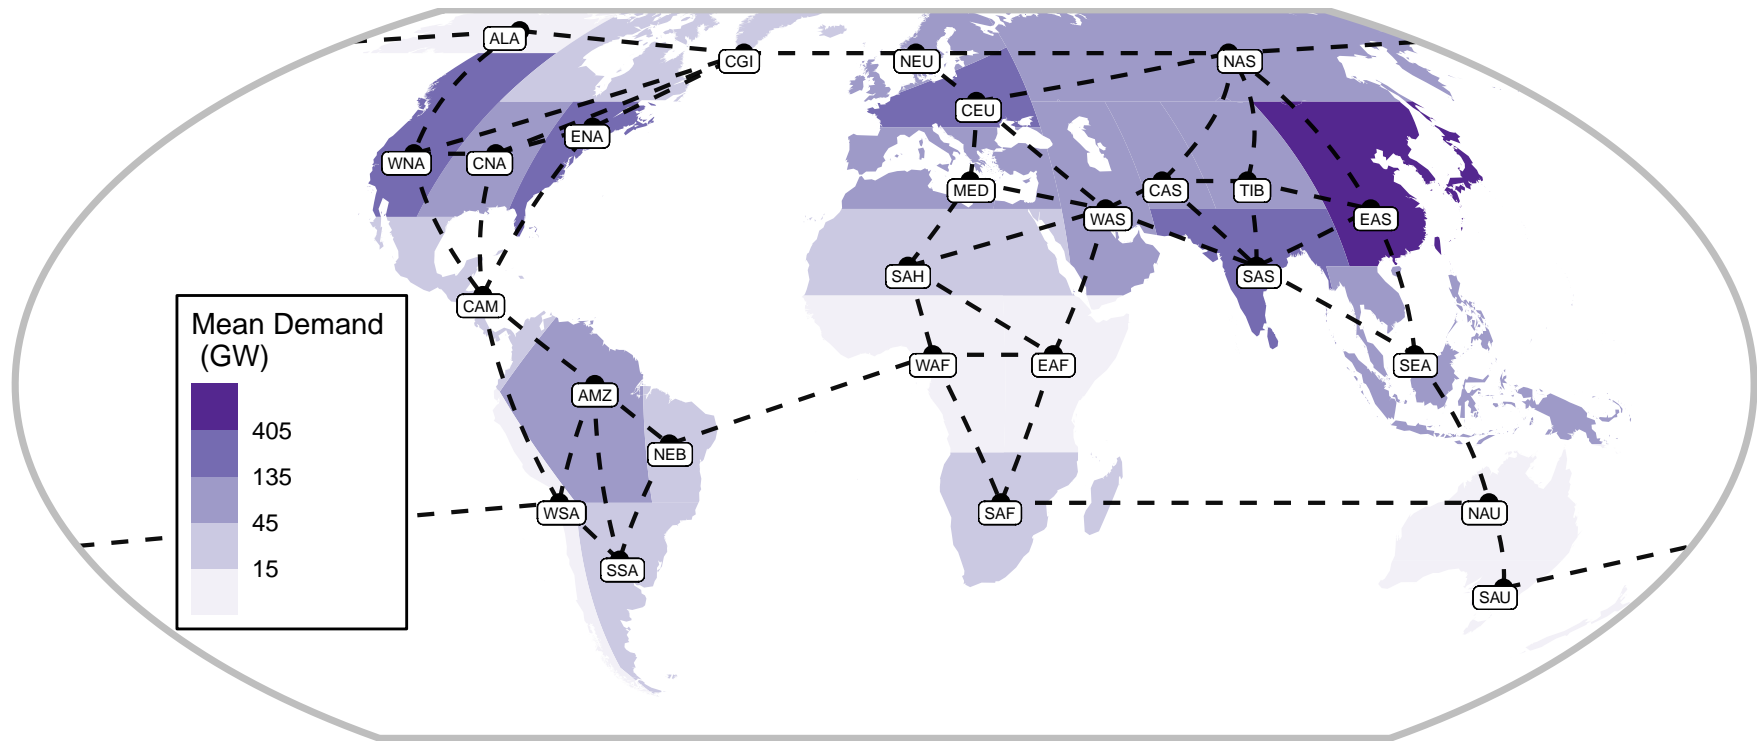 ALA
CGI
NEU
NAS
CEU
ENA
WNA
CNA
MED
CAS
TIB
WAS
EAS
SAH
SAS
CAM
Mean Demand
(GW)
405
135
45
15
WAF
EAF
SEA
AMZ
NEB
WSA
SAF
NAU
SSA
SAU